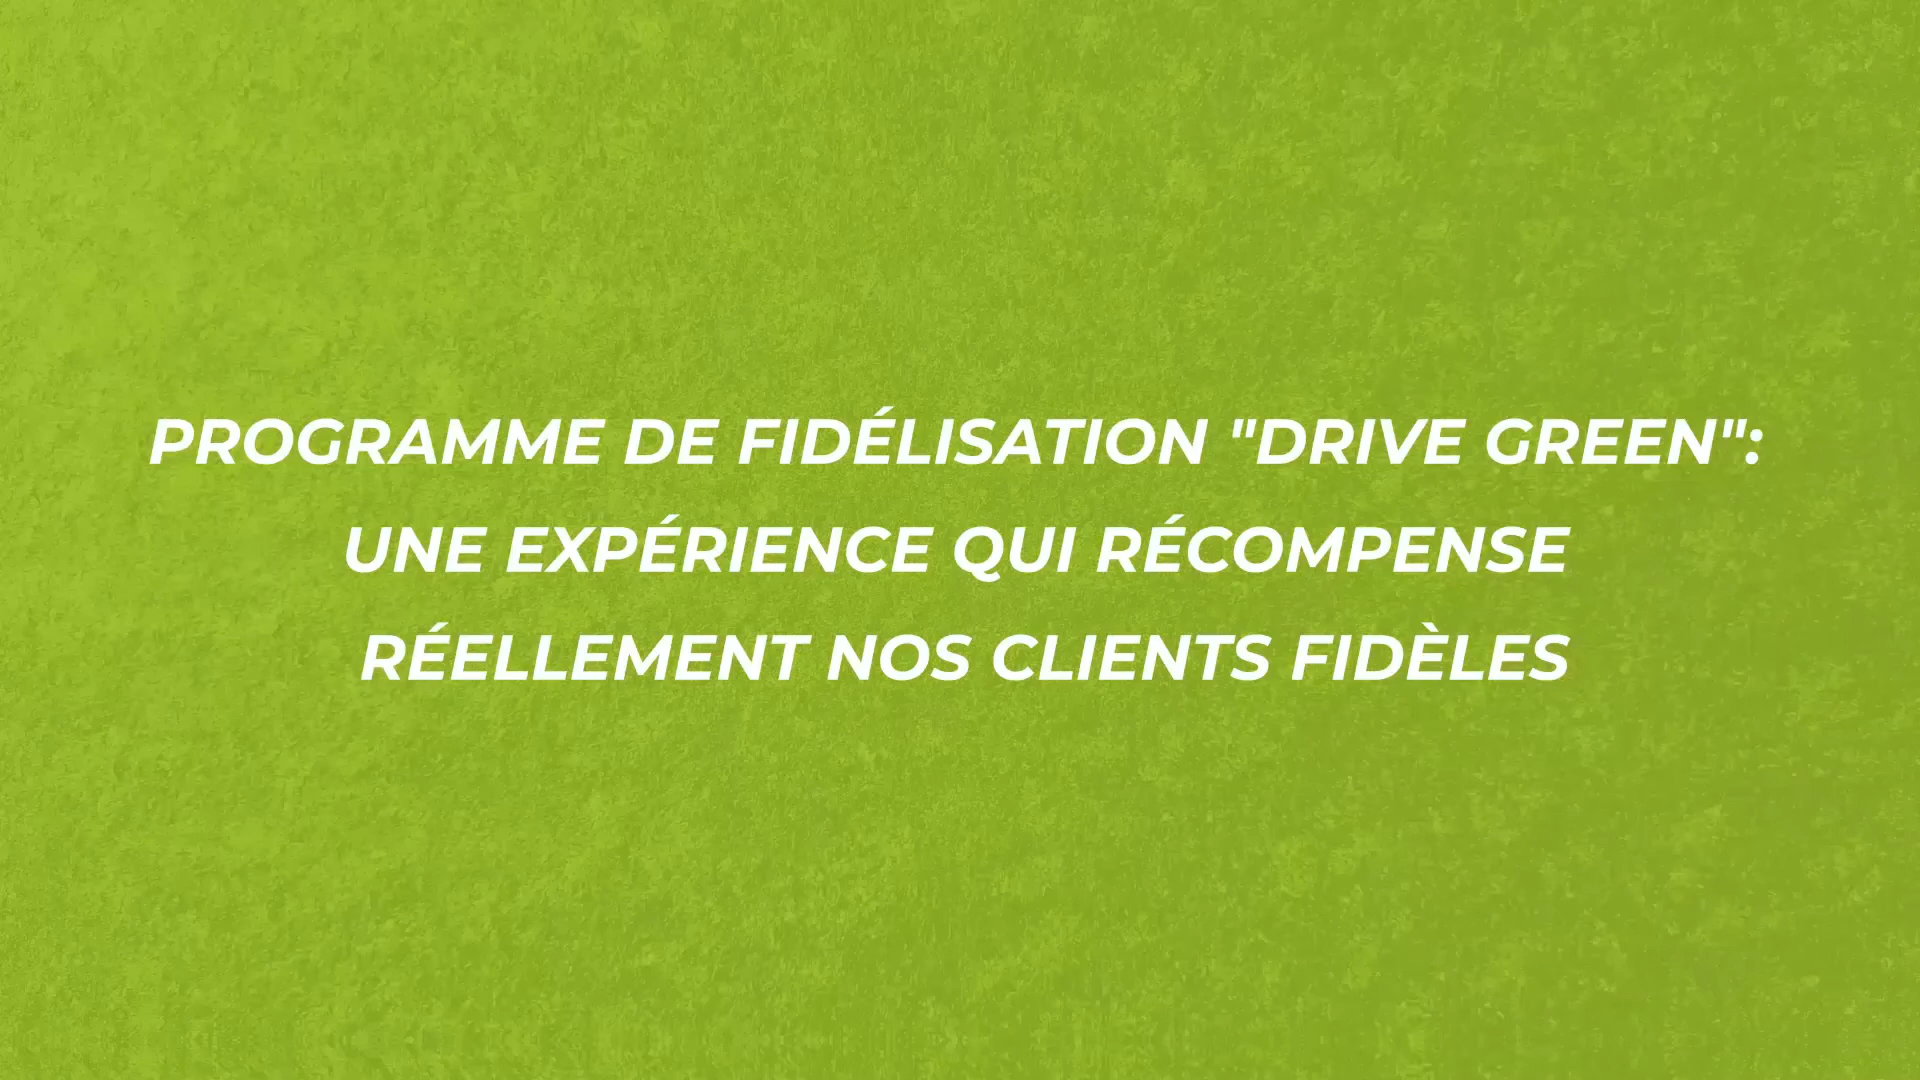 PROGRAMME DE FIDÉLISATION "DRIVE GREEN":
UNE EXPÉRIENCE QUI RÉCOMPENSE
RÉELLEMENT NOS CLIENTS FIDÈLES